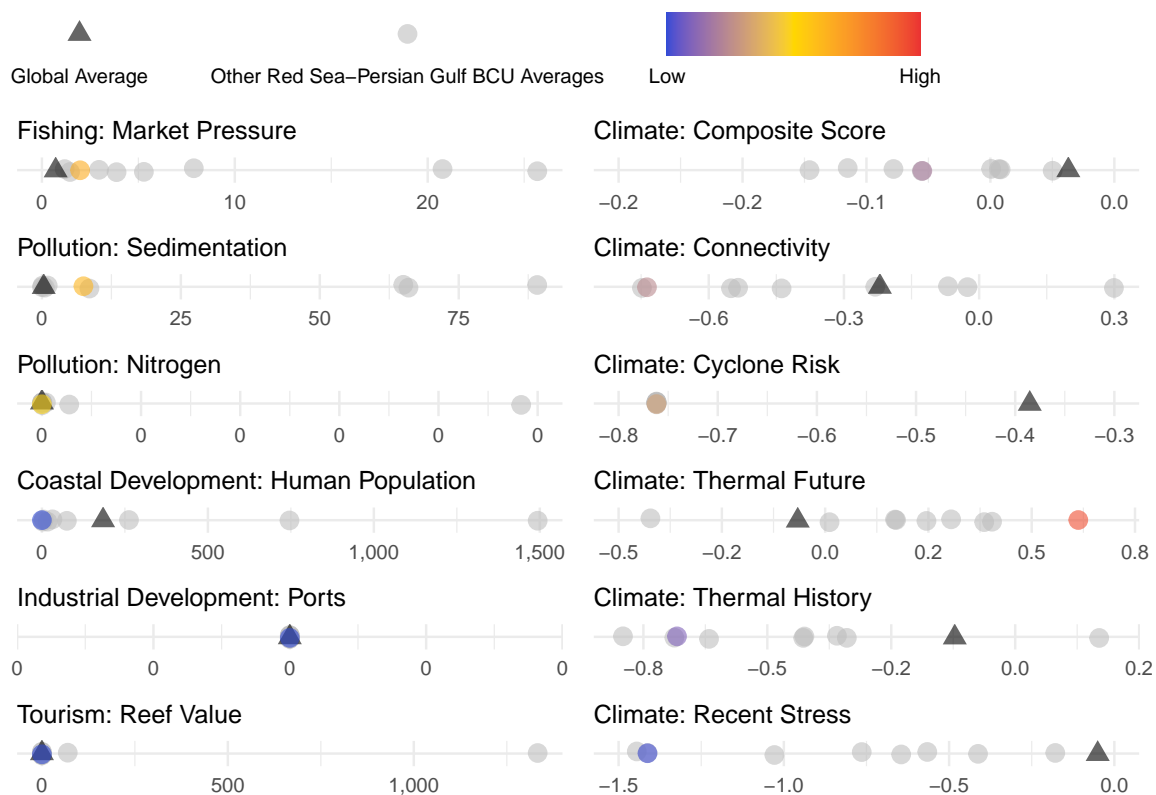 Global Average
Other Red Sea−Persian Gulf BCU Averages
Low
High
Fishing: Market Pressure
0 10 20
Climate: Composite Score
−0.2 −0.2 −0.1 0.0 0.0
Pollution: Sedimentation
0 25 50 75
Climate: Connectivity
−0.6 −0.3 0.0 0.3
Pollution: Nitrogen
0 0 0 0 0 0
Climate: Cyclone Risk
−0.8 −0.7 −0.6 −0.5 −0.4 −0.3
Coastal Development: Human Population
0 500 1,000 1,500
Climate: Thermal Future
−0.5 −0.2 0.0 0.2 0.5 0.8
Industrial Development: Ports
0 0 0 0 0
Climate: Thermal History
−0.8 −0.5 −0.2 0.0 0.2
Tourism: Reef Value
0 500 1,000
Climate: Recent Stress
−1.5 −1.0 −0.5 0.0